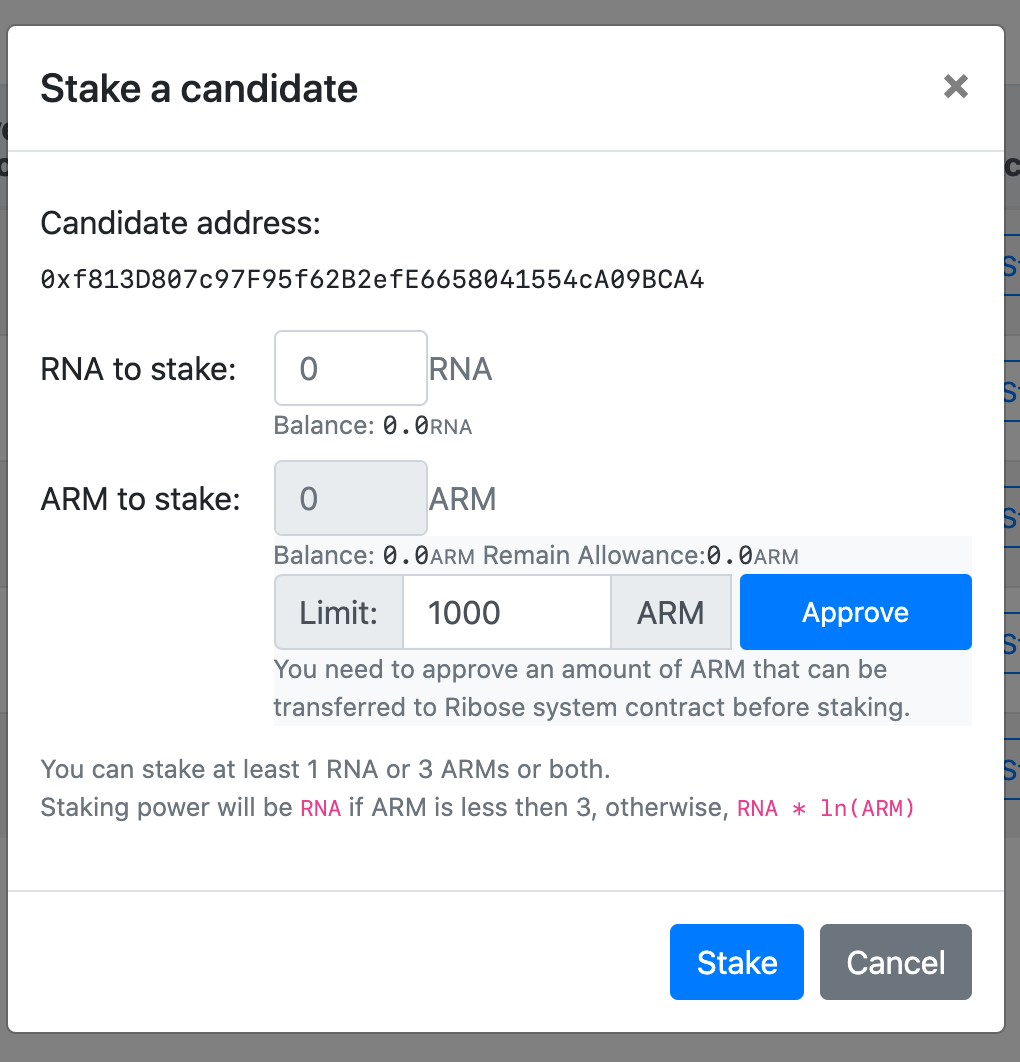 Stake a candidate ×
Candidate address:
0xf813D807c97F95f62B2efE6658041554cA09BCA4
RNA to stake: 0 RNA
Balance: 0.0RNA
ARM to stake: 0 ARM
Balance: 0.0ARM Remain Allowance:0.0ARM
Limit: 1000 ARM Approve
You need to approve an amount of ARM that can be
transferred to Ribose system contract before staking.
You can stake at least 1 RNA or 3 ARMs or both.
Staking power will be RNA if ARM is less then 3, otherwise, RNA * ln(ARM)
Stake Cancel